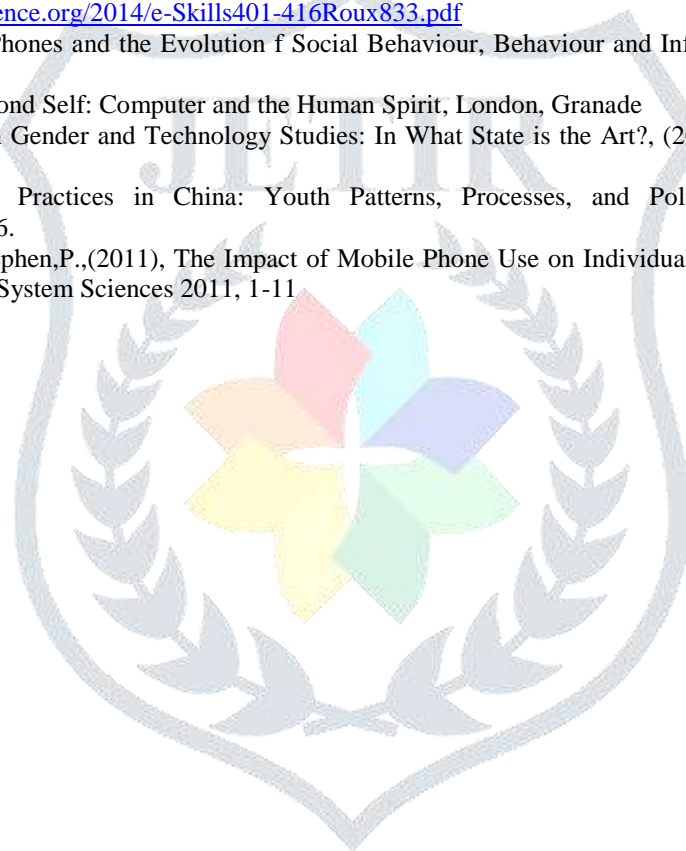 ence.org/2014/e-Skills401-416Roux833.pdf
Phones and the Evolution f Social Behaviour, Behaviour and Inf
ond Self: Computer and the Human Spirit, London, Granade
Gender and Technology Studies: In What State is the Art?, (2
Practices in China: Youth Patterns, Processes, and Pol
6.
phen,P.,(2011), The Impact of Mobile Phone Use on Individual
System Sciences 2011, 1-11
JETIR